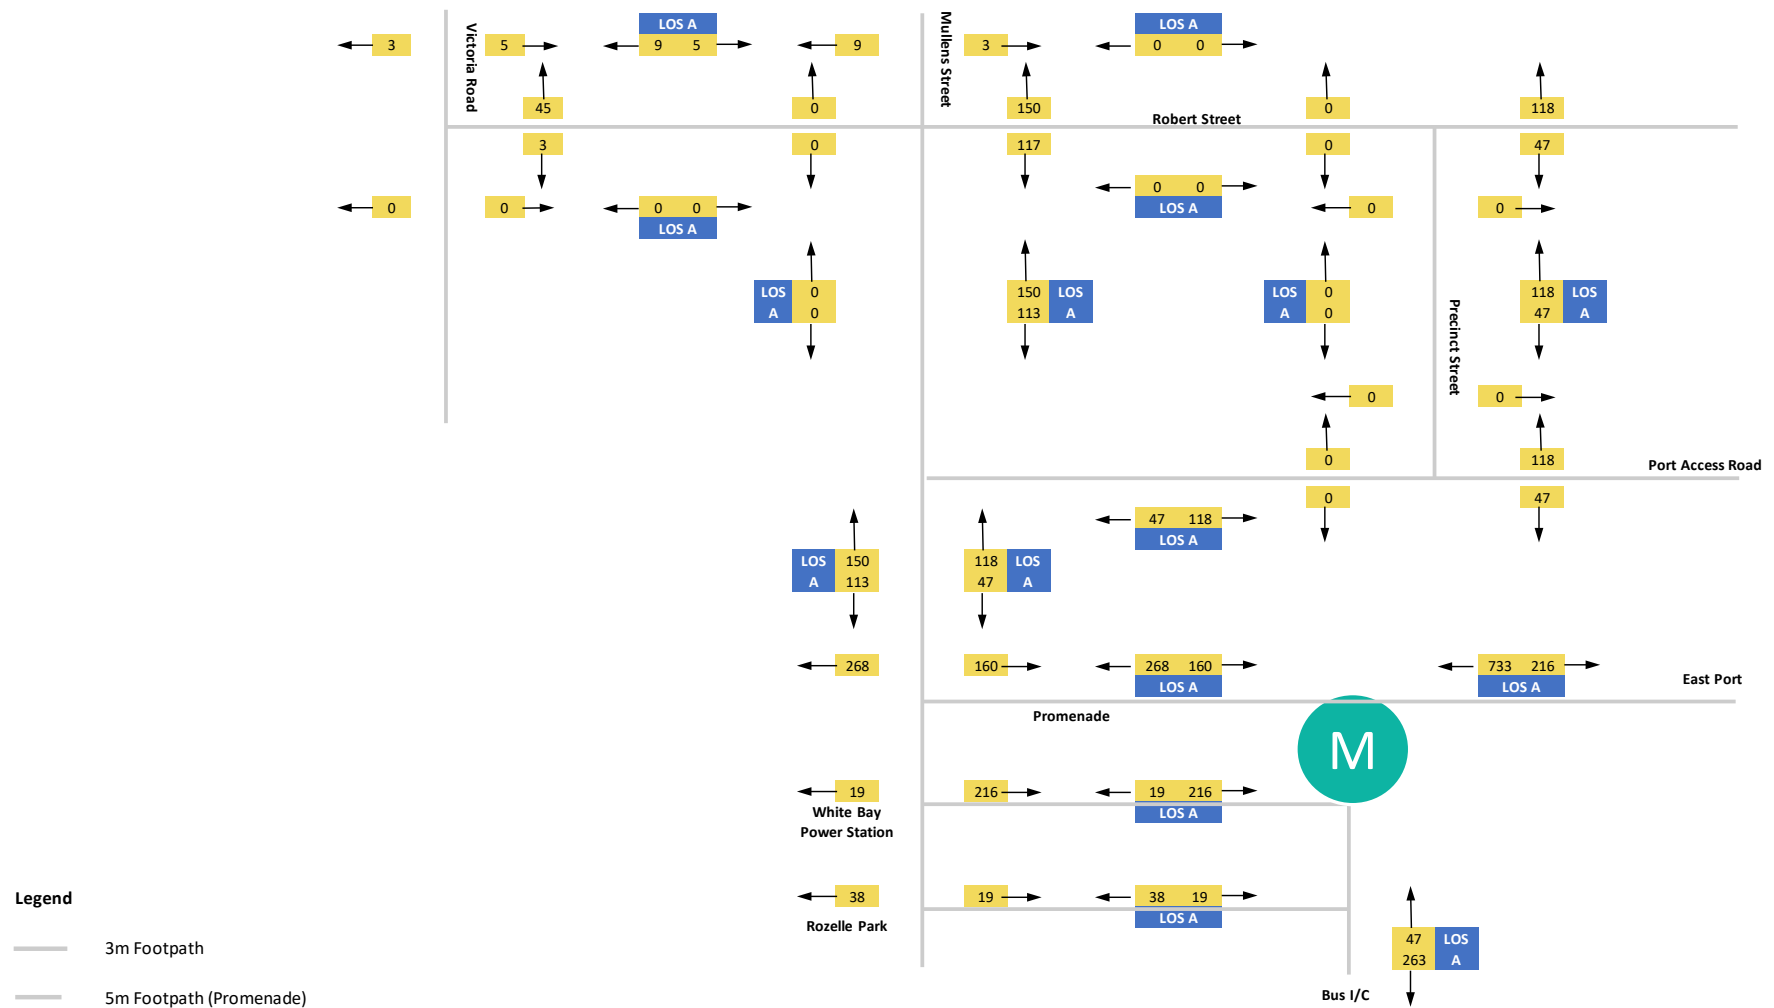 LOS A
LOS A
3
5
9 5
9
3
0 0
Victoria Road
Mullens Street
45
0
150
0
118
Robert Street
3
0
117
0
47
0 0
LOS A
0
0
0 0
LOS A
0
0
LOS 0
A 0
150 LOS
113 A
LOS 0
A 0
118 LOS
47 A
Precinct Street
0
0
0
118
Port Access Road
0
47
47 118
LOS A
LOS 150
A 113
118 LOS
47 A
268
160
268 160
LOS A
733 216
LOS A
East Port
Promenade
M
19
216
19 216
LOS A
White Bay
Power Station
38
19
38 19
LOS A
Rozelle Park
Legend
3m Footpath
5m Footpath (Promenade)
47 LOS
263 A
Bus I/C